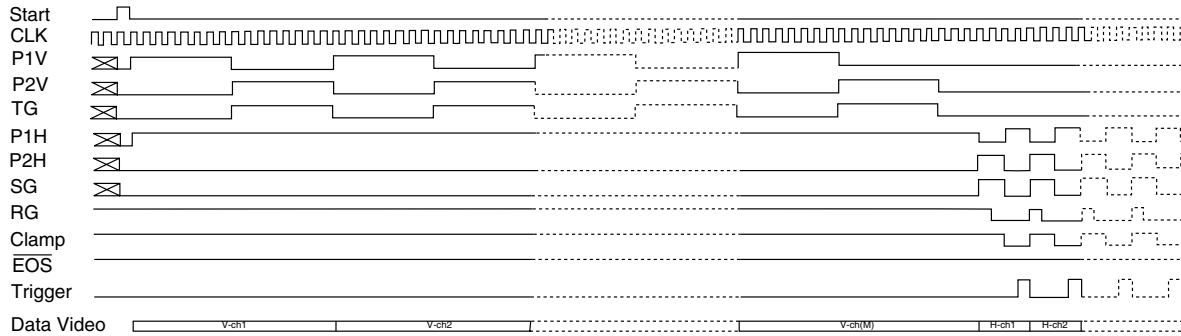 Start
CLK
P1V
P2V
TG
P1H
P2H
SG
RG
Clamp
EOS
Trigger
Data Video V-ch1 V-ch2 V-ch(M) H-ch1 H-ch2